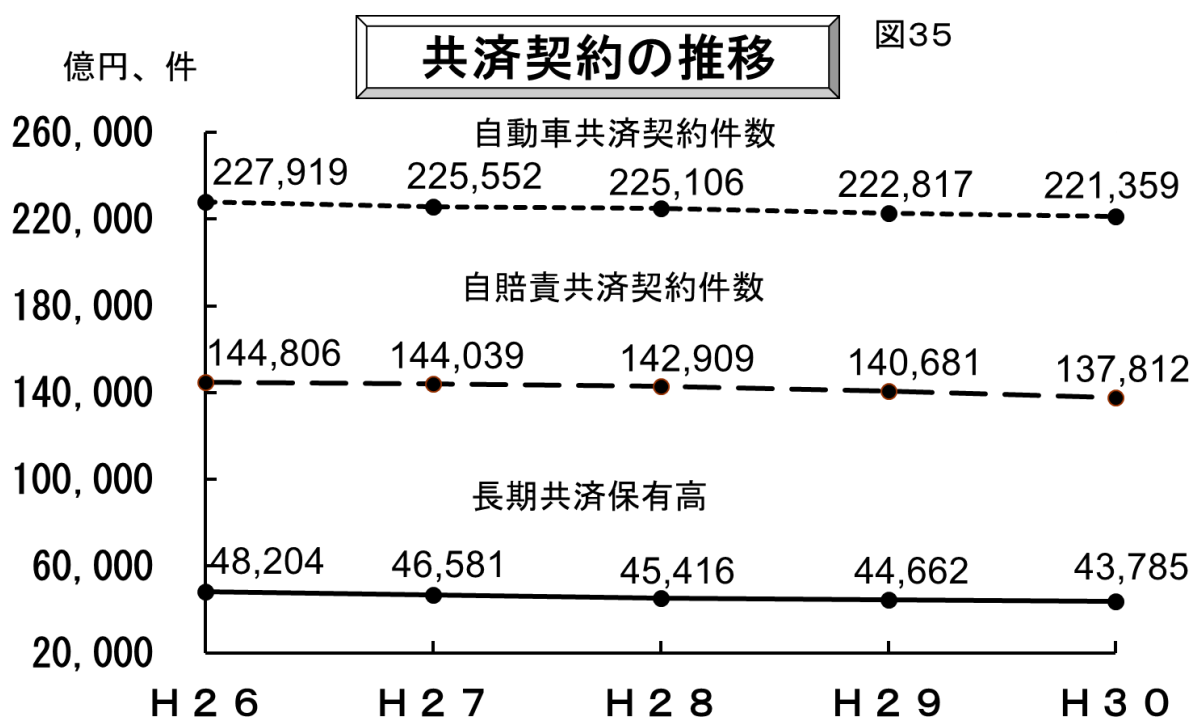 共済契約の推移
図35
億円、件
自動車共済契約件数
260,000
227,919 225,552 225,106 222,817 221,359
220,000
自賠責共済契約件数
180,000
144,806 144,039 142,909 140,681 137,812
140,000
100,000
長期共済保有高
60,000
48,204 46,581 45,416 44,662 43,785
20,000
H26 H27 H28 H29 H30